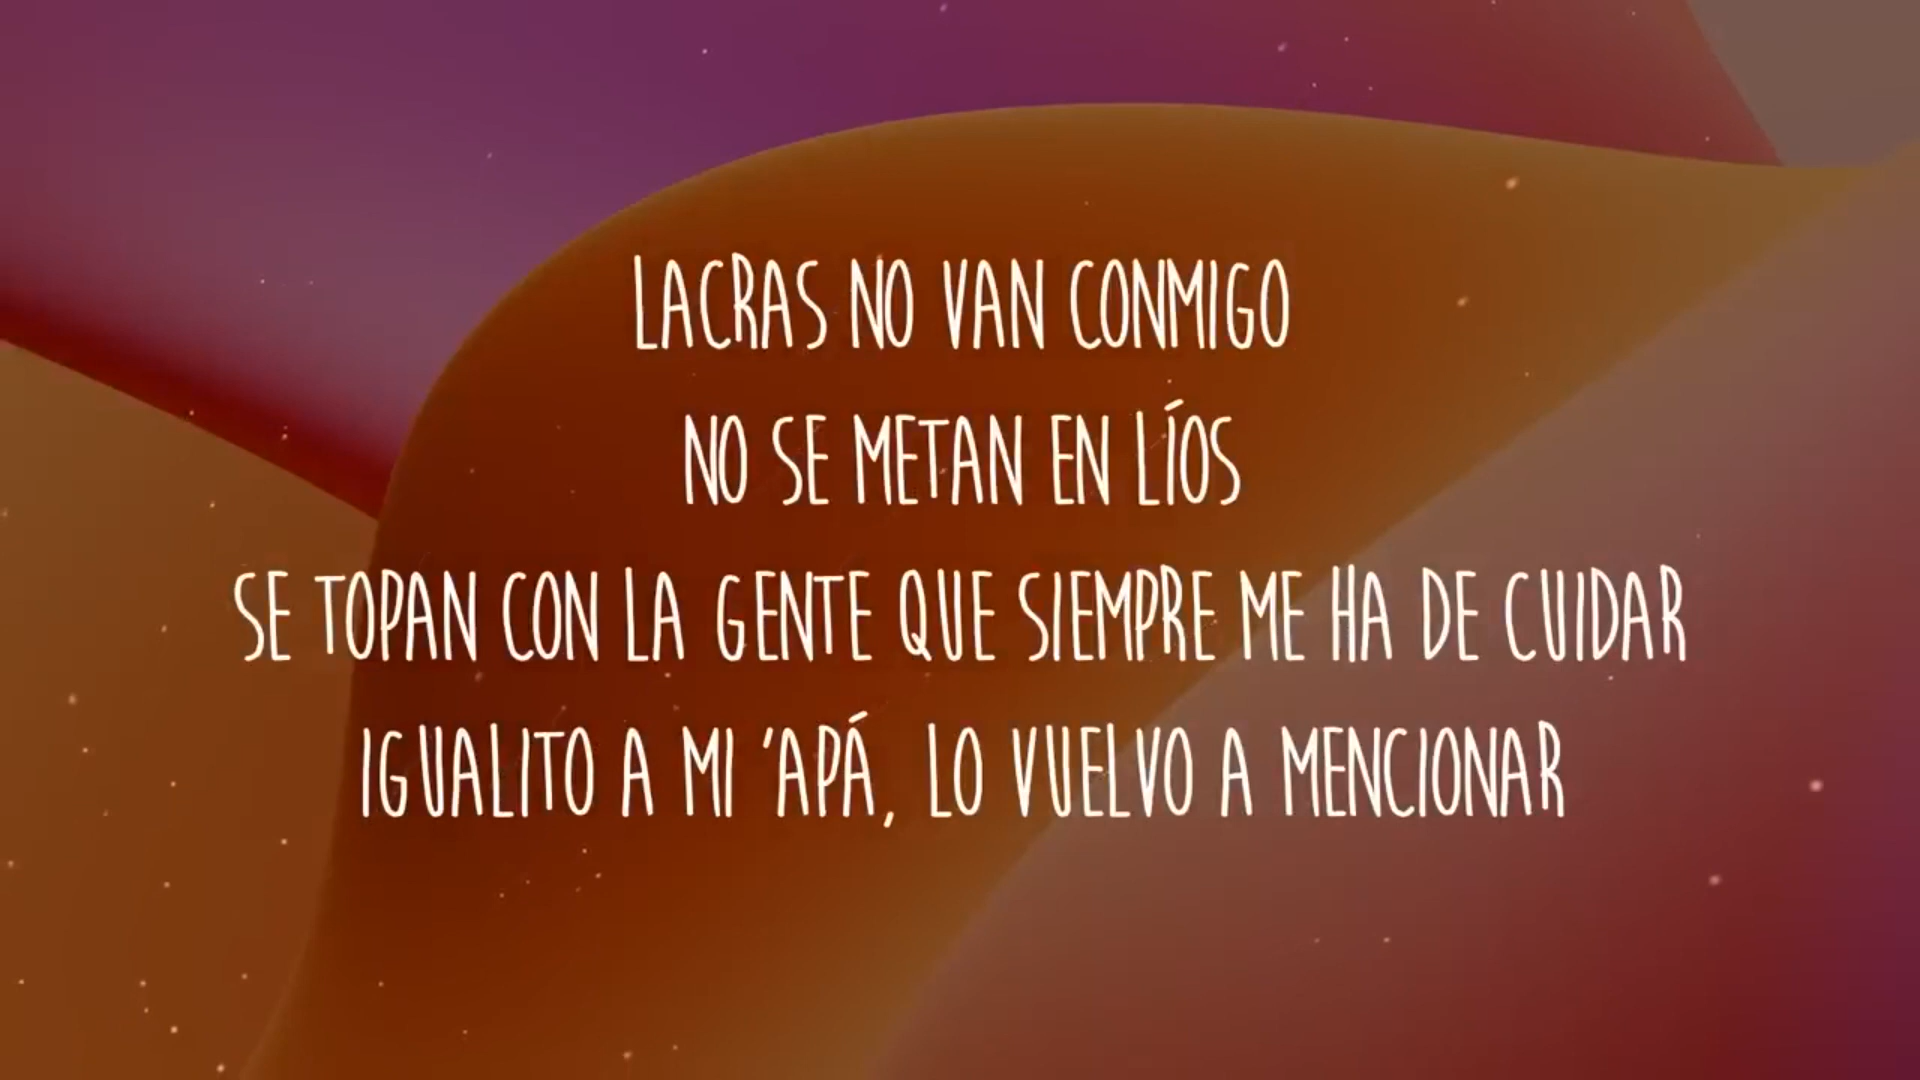 LACRAS NO VAN CONMIGO
NO SE METAN EN LÍOS
SE TOPAN CON LA GENTE QUE SIEMPRE ME HA DE CUIDAR
IGUALITO A MI 'APÁ, LO VUELVO A MENCIONAR